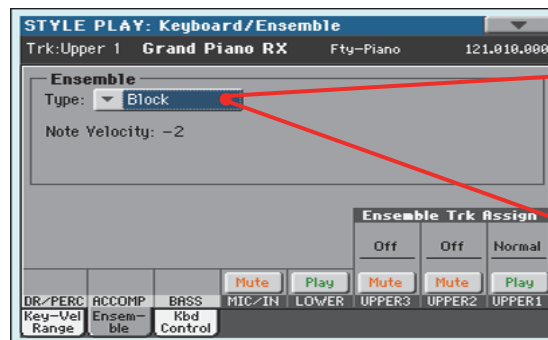 STYLE PLAY: Keyboard/Ensemble
Trk:Upper 1 Grand Piano RX Fty-Piano 121.010.000
Ensemble
Type: Block
Note Velocity: -2
Ensemble Trk Assign
Off Off Normal
Mute Play Mute Mute Play
DR/PERC ACCOMP BASS MIC/IN LOWER UPPER3 UPPER2 UPPER1
Key-Vel Range Ensem-ble Kbd Control